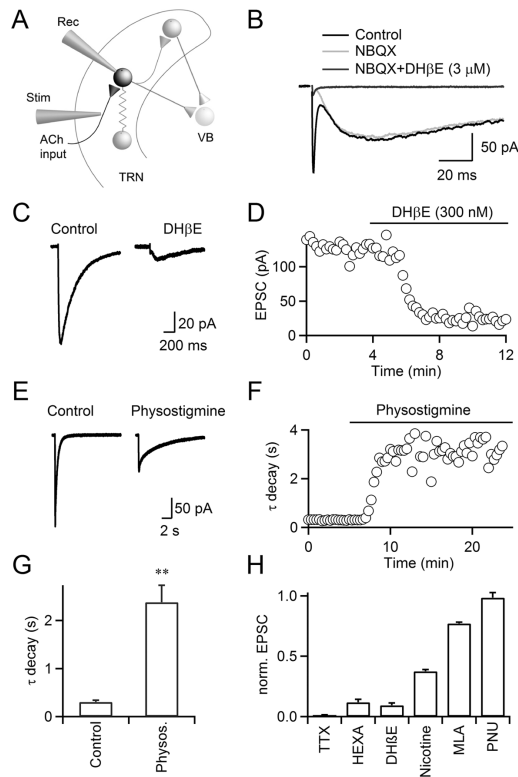 A
Rec
Stim
ACh
input
TRN
VB
B
Control
NBQX
NBQX+DHβE (3 μM)
50 pA
20 ms
C
Control
DHβE
20 pA
200 ms
D
DHβE (300 nM)
EPSC (pA)
100
50
0
0 4 8 12
Time (min)
E
Control
Physostigmine
50 pA
2 s
F
Physostigmine
τ decay (s)
4
2
0
0 10 20
Time (min)
G
**
τ decay (s)
2
1
0
Control
Physos.
H
norm. EPSC
1.0
0.5
0.0
TTX
HEXA
DHßE
Nicotine
MLA
PNU